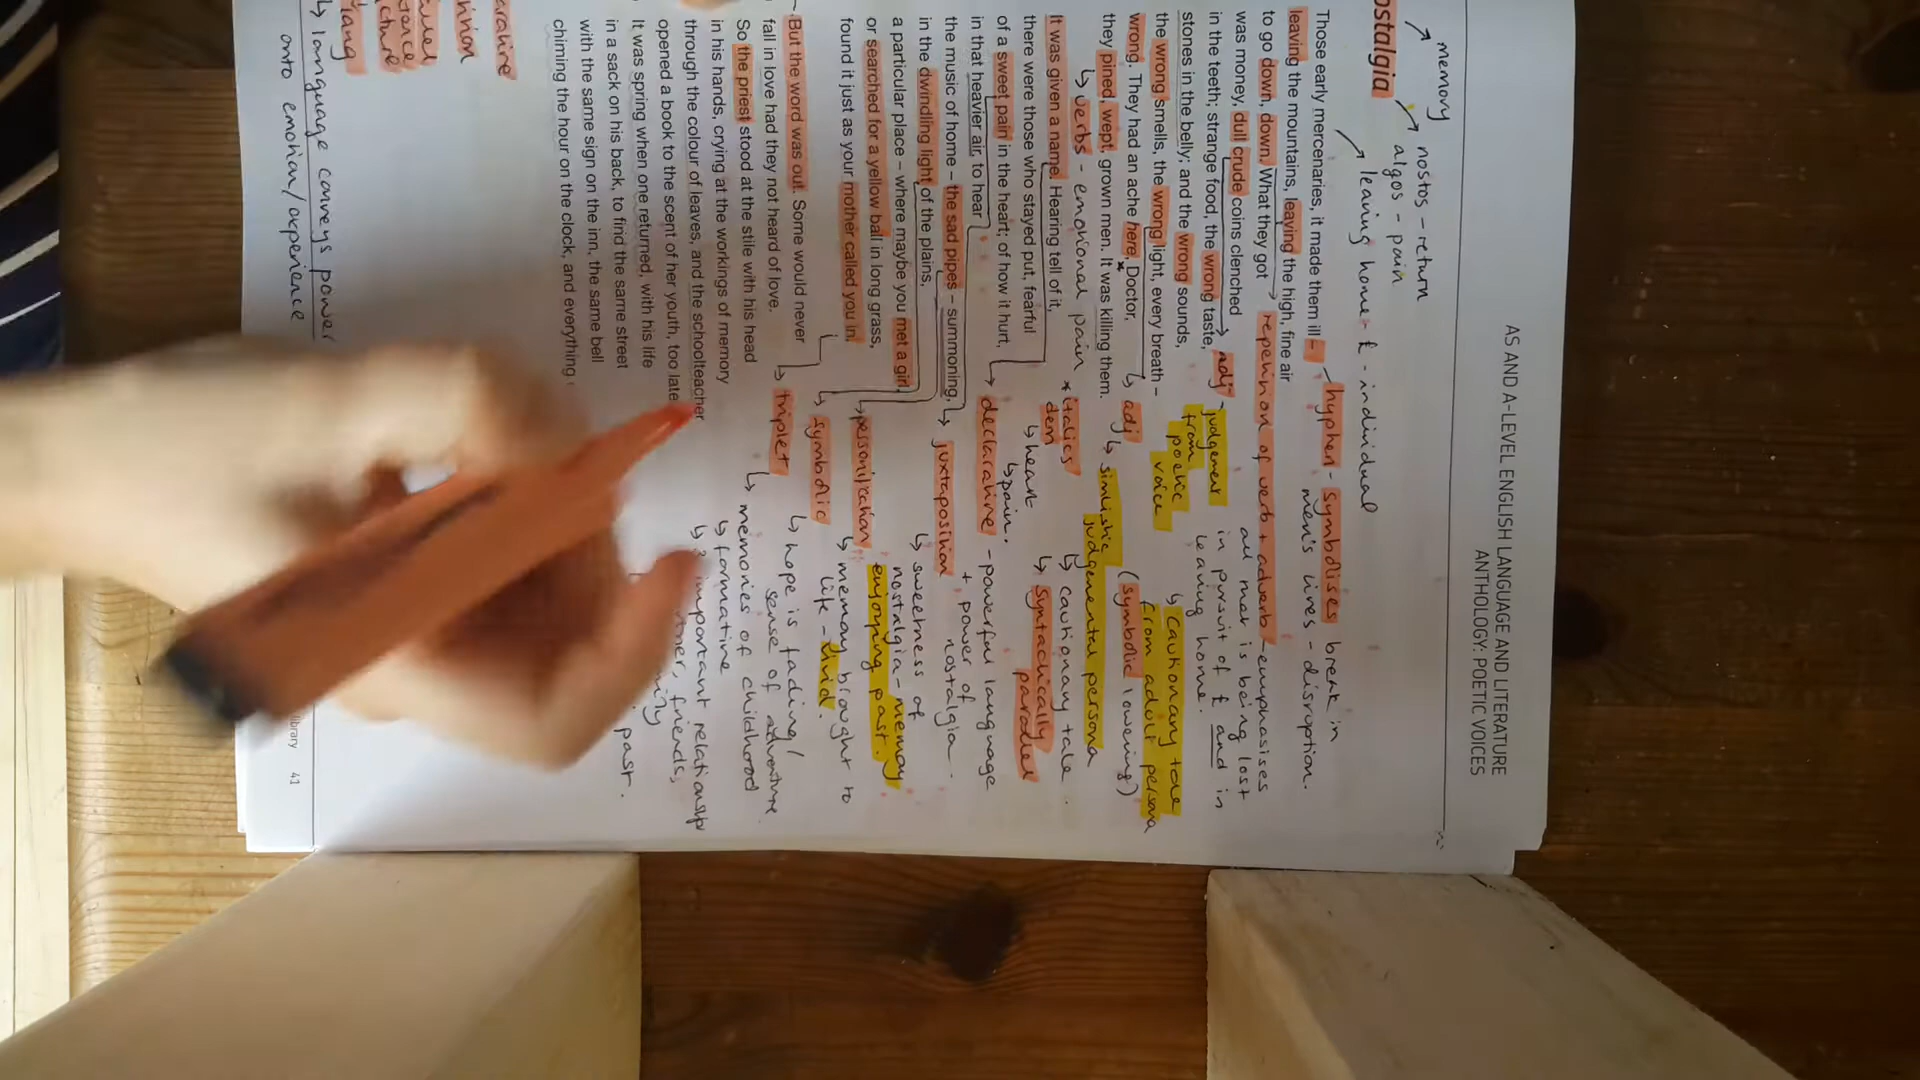 AS AND A-LEVEL ENGLISH LANGUAGE AND LITERATURE
ANTHOLOGY: POETIC VOICES
memory
nostos - return
algos - pain
leaving home - £ - individual
ostalgia
Those early mercenaries, it made them ill –
leaving the mountains, leaving the high, fine air
to go down, down. What they got
was money, dull crude coins clenched
in the teeth; strange food, the wrong taste,
stones in the belly; and the wrong sounds,
the wrong smells, the wrong light, every breath –
wrong. They had an ache here, Doctor,
they pined, wept, grown men. It was killing them.
↳ verbs - emotional pain
It was given a name. Hearing tell of it,
there were those who stayed put, fearful
of a sweet pain in the heart; of how it hurt,
in that heavier air, to hear
the music of home – the sad pipes – summoning,
in the dwindling light of the plains,
a particular place – where maybe you met a girl,
or searched for a yellow ball in long grass,
found it just as your mother called you in.
But the word was out. Some would never
fall in love had they not heard of love.
So the priest stood at the stile with his head
in his hands, crying at the workings of memory
through the colour of leaves, and the schoolteacher
opened a book to the scent of her youth, too late
It was spring when one returned, with his life
in a sack on his back, to find the same street
with the same sign on the inn, the same bell
chiming the hour on the clock, and everything
hyphen - symbolises break in
men's lives - disruption.
repetition of verb + adverb - emphasises
all that is being lost
in pursuit of £ and in
leaving home.
adj - judgement
from
poetic
voice
↳ cautionary tone
from adult persona
↳ adj ↳ simlistic (symbolic lowering)
judgemental persona
* italics
dem
↳ heart
↳ pain.
↳ cautionary tale.
↳ syntactically
parallel
↳ declarative - powerful language
+ power of
nostalgia.
↳ juxtaposition
↳ sweetness of
nostalgia - memory
enjoying past.
↳ personification
↳ memory brought to
life - vivid.
↳ symbolic
↳ hope is fading/
sense of adventure
↳ triplet
↳ memories of childhood
↳ formative
↳ important relationship
friends,
past.
↳ language conveys power
onto emotion/experience
library 41